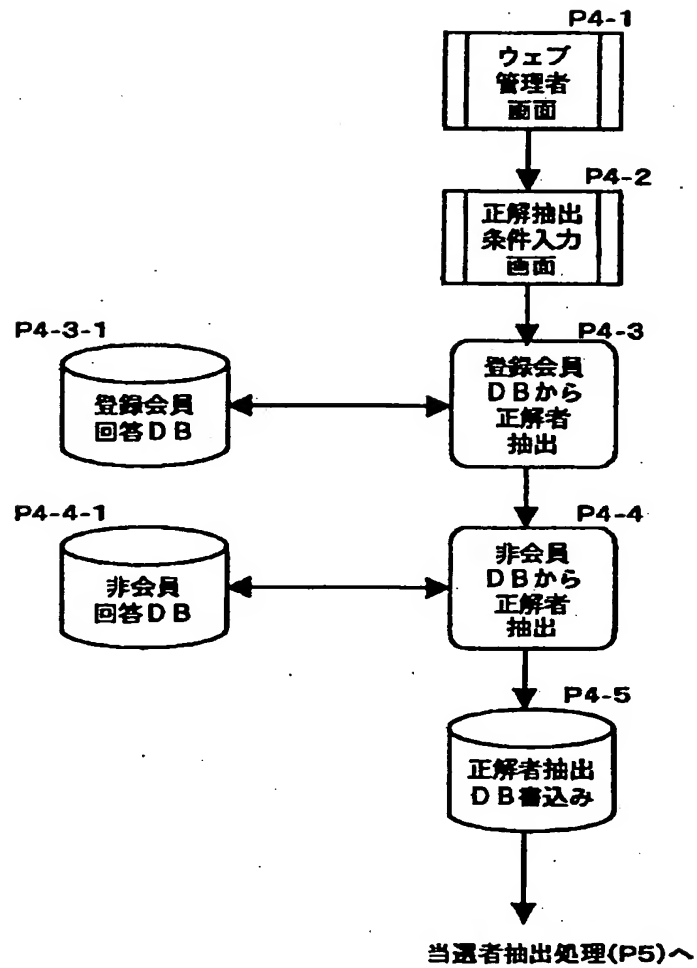 P4-1
ウェブ
管理者
画面
P4-2
正解抽出
条件入力
画面
P4-3-1
登録会員
回答DB
P4-3
登録会員
DBから
正解者
抽出
P4-4-1
非会員
回答DB
P4-4
非会員
DBから
正解者
抽出
P4-5
正解者抽出
DB書込み
当選者抽出処理(P5)へ